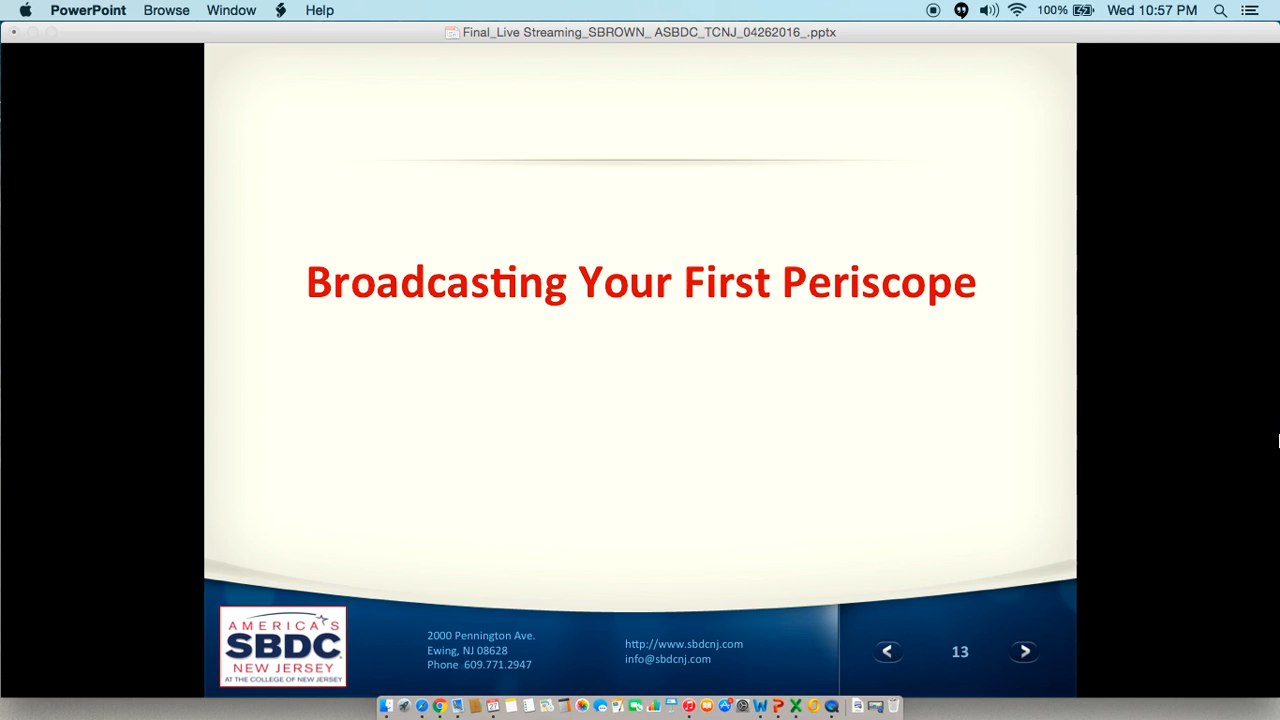 PowerPoint Browse Window Help 100% Wed 10:57 PM
Final_Live Streaming_SBROWN_ ASBDC_TCNJ_04262016_.pptx
Broadcasting Your First Periscope
AMERICA'S
SBDC
NEW JERSEY
AT THE COLLEGE OF NEW JERSEY
2000 Pennington Ave.
Ewing, NJ 08628
Phone 609.771.2947
http://www.sbdcnj.com
info@sbdcnj.com
13